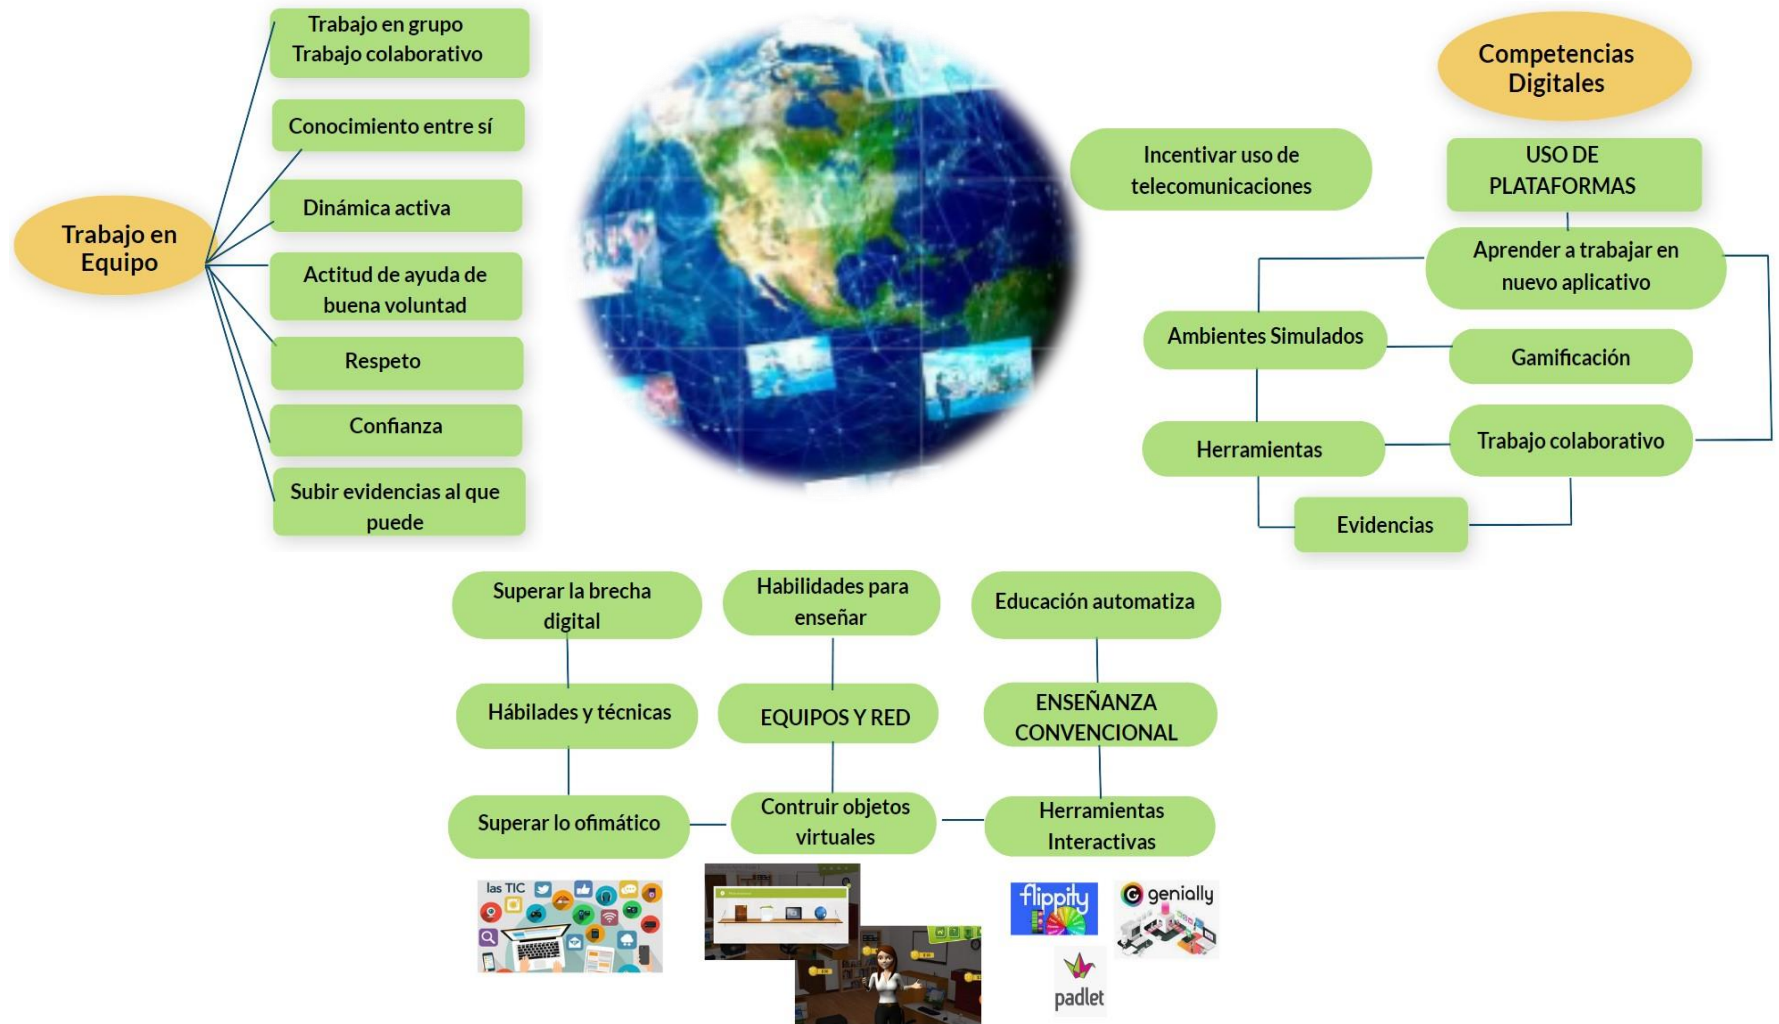 Trabajo en grupo
Trabajo colaborativo
Conocimiento entre sí
Dinámica activa
Trabajo en
Equipo
Actitud de ayuda de
buena voluntad
Respeto
Confianza
Subir evidencias al que
puede
Incentivar uso de
telecomunicaciones
Competencias
Digitales
USO DE
PLATAFORMAS
Aprender a trabajar en
nuevo aplicativo
Ambientes Simulados
Gamificación
Herramientas
Trabajo colaborativo
Evidencias
Superar la brecha
digital
Habilidades para
enseñar
Educación automatiza
Hábilades y técnicas
EQUIPOS Y RED
ENSEÑANZA
CONVENCIONAL
Superar lo ofimático
Contruir objetos
virtuales
Herramientas
Interactivas
las TIC
flippity
genially
padlet